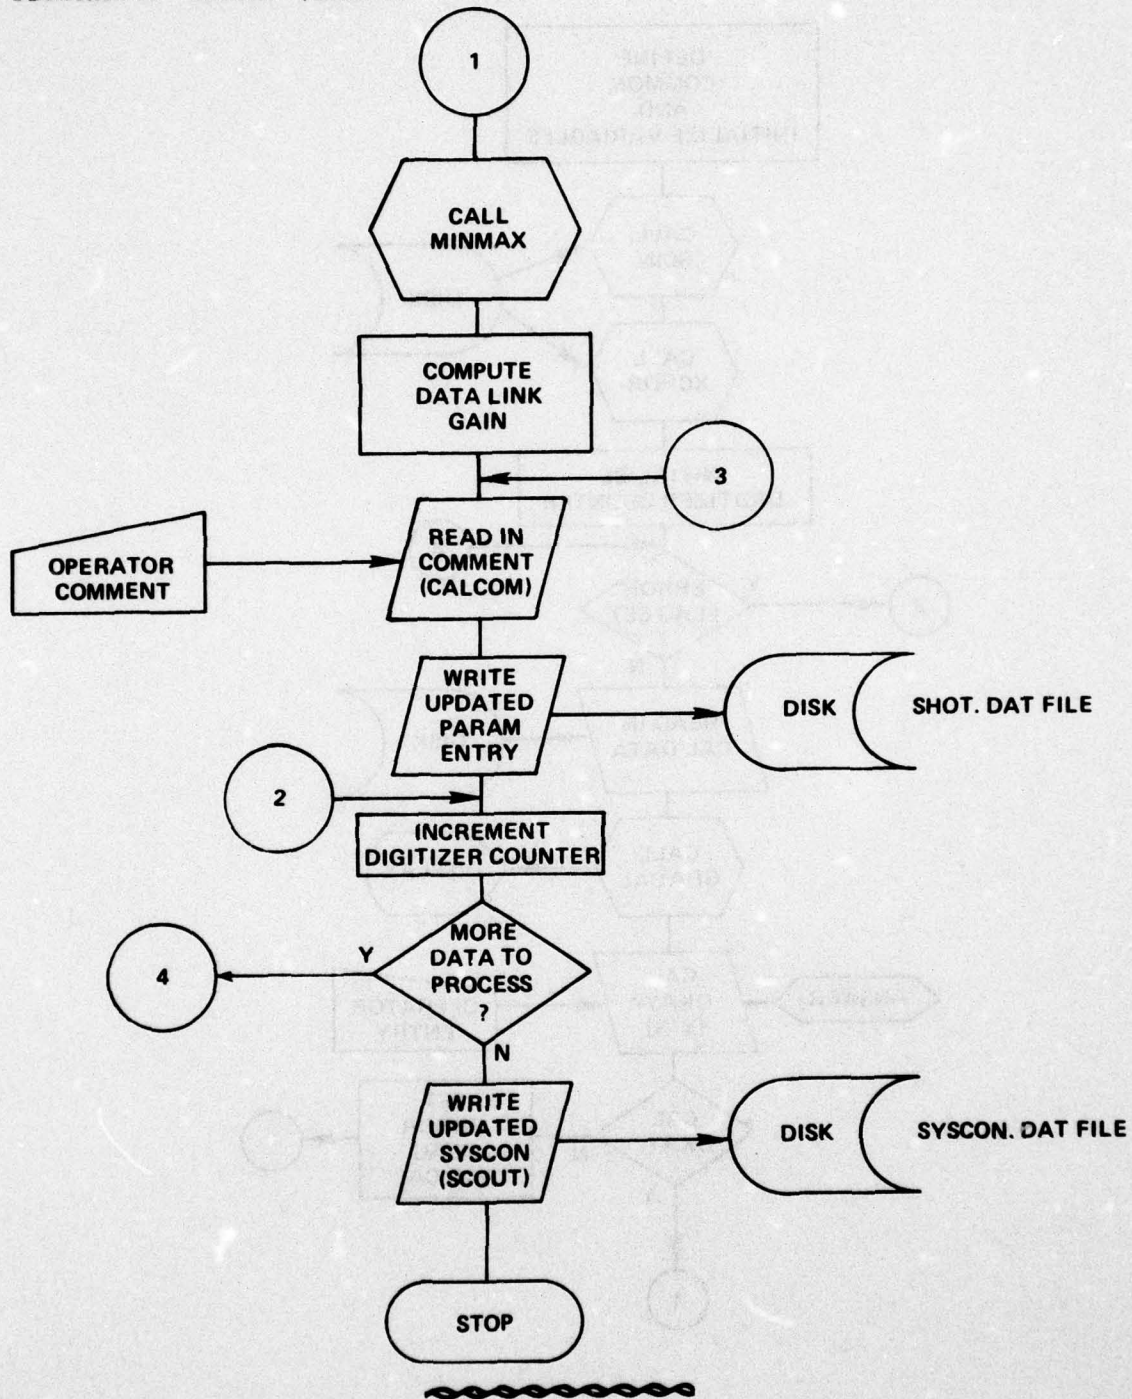 1
CALL
MINMAX
COMPUTE
DATA LINK
GAIN
3
READ IN
COMMENT
(CALCOM)
OPERATOR
COMMENT
WRITE
UPDATED
PARAM
ENTRY
DISK
SHOT. DAT FILE
2
INCREMENT
DIGITIZER COUNTER
MORE
DATA TO
PROCESS
?
Y
4
N
WRITE
UPDATED
SYSCON
(SCOUT)
DISK
SYSCON. DAT FILE
STOP